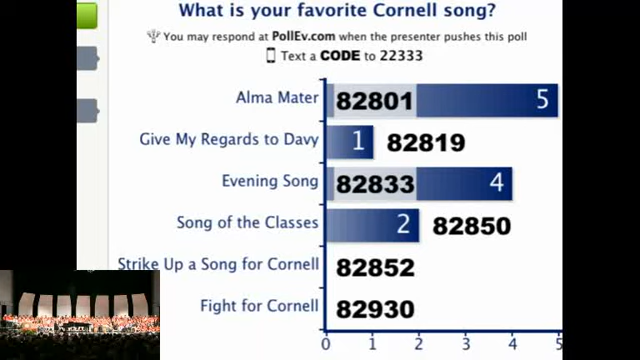 What is your favorite Cornell song?
You may respond at PollEv.com when the presenter pushes this poll
Text a CODE to 22333
Alma Mater 82801 5
Give My Regards to Davy 1 82819
Evening Song 82833 4
Song of the Classes 2 82850
Strike Up a Song for Cornell 82852
Fight for Cornell 82930
0 1 2 3 4 5